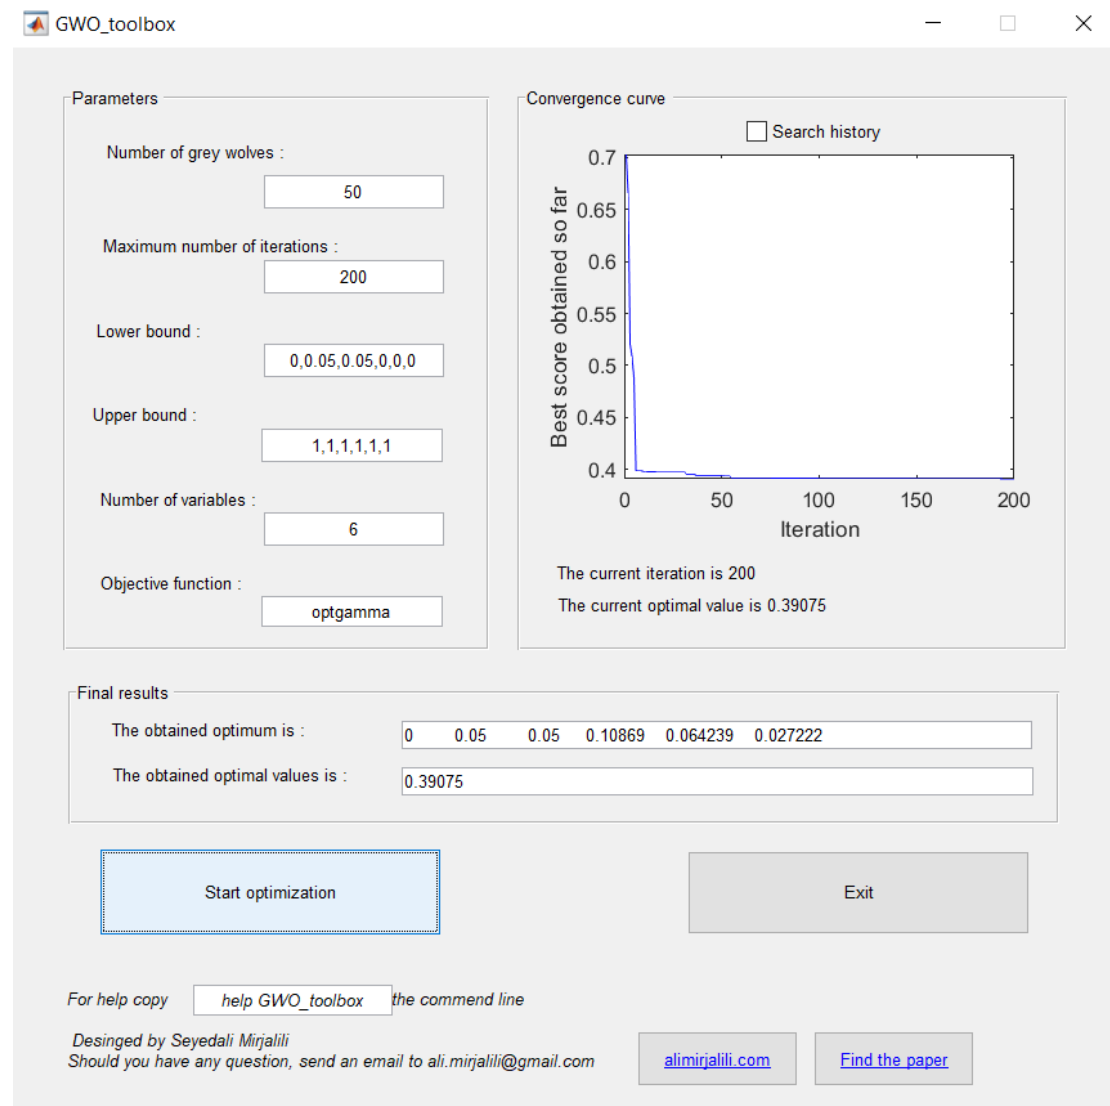 GWO_toolbox
Parameters
Number of grey wolves :
50
Maximum number of iterations :
200
Lower bound :
0,0.05,0.05,0,0,0
Upper bound :
1,1,1,1,1,1
Number of variables :
6
Objective function :
optgamma
Convergence curve
Search history
Best score obtained so far
0.7
0.65
0.6
0.55
0.5
0.45
0.4
0 50 100 150 200
Iteration
The current iteration is 200
The current optimal value is 0.39075
Final results
The obtained optimum is :
0 0.05 0.05 0.10869 0.064239 0.027222
The obtained optimal values is :
0.39075
Start optimization
Exit
For help copy help GWO_toolbox the commend line
Desinged by Seyedali Mirjalili
Should you have any question, send an email to ali.mirjalili@gmail.com
alimirjalili.com
Find the paper